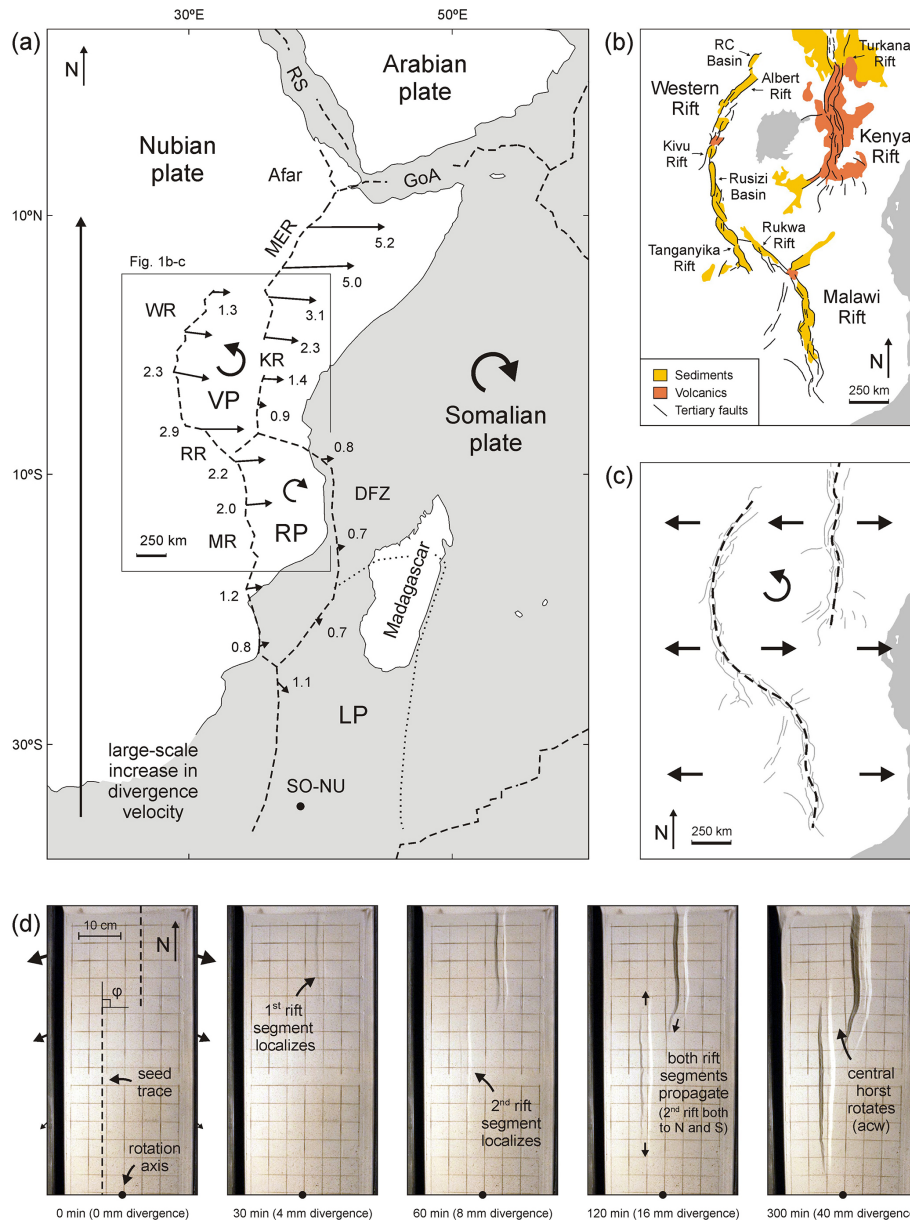 30°E
50°E
(a)
N
RS
Arabian
plate
Nubian
plate
Afar
GoA
10°N
MER
5.2
5.0
Fig. 1b-c
WR
1.3
3.1
KR
2.3
2.3
VP
1.4
0.9
2.9
RR
0.8
2.2
10°S
DFZ
2.0
RP
MR
0.7
250 km
Somalian
plate
Madagascar
1.2
0.7
0.8
1.1
LP
30°S
large-scale
increase in
divergence
velocity
SO-NU
(b)
RC
Basin
Turkana
Rift
Albert
Rift
Western
Rift
Kenya
Rift
Kivu
Rift
Rusizi
Basin
Rukwa
Rift
Tanganyika
Rift
Malawi
Rift
N
Sediments
Volcanics
Tertiary faults
250 km
(c)
N
250 km
(d)
10 cm
N
φ
seed
trace
rotation
axis
0 min (0 mm divergence)
1st rift
segment
localizes
30 min (4 mm divergence)
2nd rift
segment
localizes
60 min (8 mm divergence)
both rift
segments
propagate
(2nd rift both
to N and S)
120 min (16 mm divergence)
central
horst
rotates
(acw)
300 min (40 mm divergence)